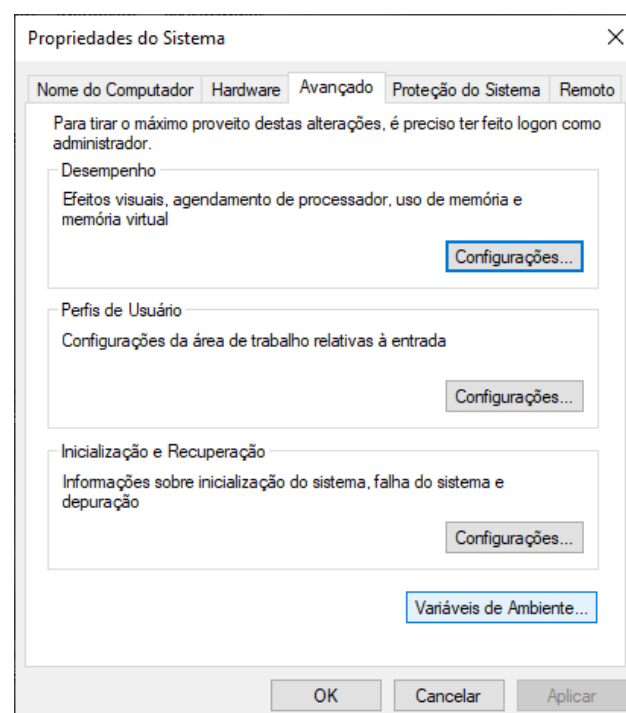 Propriedades do Sistema
Nome do Computador Hardware Avançado Proteção do Sistema Remoto
Para tirar o máximo proveito destas alterações, é preciso ter feito logon como
administrador.
Desempenho
Efeitos visuais, agendamento de processador, uso de memória e
memória virtual
Configurações...
Perfis de Usuário
Configurações da área de trabalho relativas à entrada
Configurações...
Inicialização e Recuperação
Informações sobre inicialização do sistema, falha do sistema e
depuração
Configurações...
Variáveis de Ambiente...
OK Cancelar Aplicar